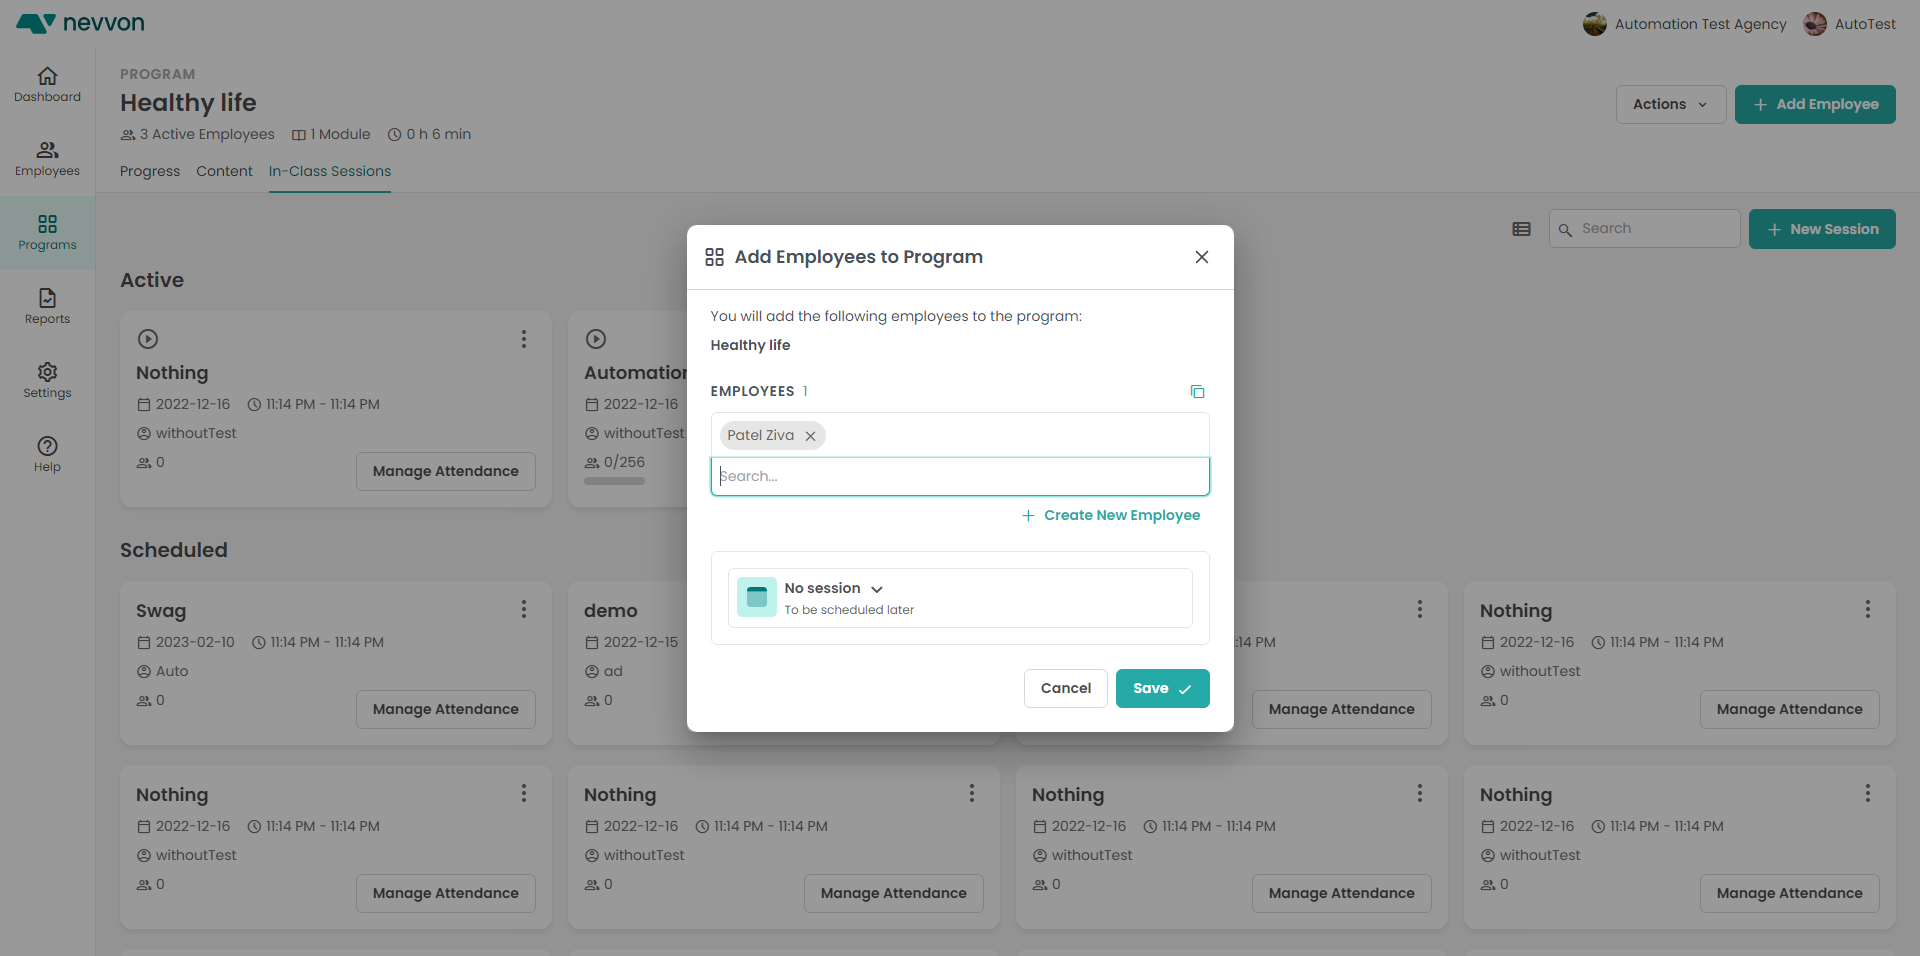 nevvon
Automation Test Agency
AutoTest
Dashboard
Employees
Programs
Reports
Settings
Help
PROGRAM
Healthy life
3 Active Employees
1 Module
0 h 6 min
Actions
Add Employee
Progress
Content
In-Class Sessions
Search
New Session
Active
Nothing
2022-12-16
11:14 PM - 11:14 PM
withoutTest
0
Manage Attendance
Automation
2022-12-16
withoutTest
0/256
Add Employees to Program
You will add the following employees to the program:
Healthy life
EMPLOYEES 1
Patel Ziva
Search...
Create New Employee
No session
To be scheduled later
Cancel
Save
Scheduled
Swag
2023-02-10
11:14 PM - 11:14 PM
Auto
0
Manage Attendance
demo
2022-12-15
ad
0
:14 PM
Manage Attendance
Nothing
2022-12-16
11:14 PM - 11:14 PM
withoutTest
0
Manage Attendance
Nothing
2022-12-16
11:14 PM - 11:14 PM
withoutTest
0
Manage Attendance
Nothing
2022-12-16
11:14 PM - 11:14 PM
withoutTest
0
Manage Attendance
Nothing
2022-12-16
11:14 PM - 11:14 PM
withoutTest
0
Manage Attendance
Nothing
2022-12-16
11:14 PM - 11:14 PM
withoutTest
0
Manage Attendance